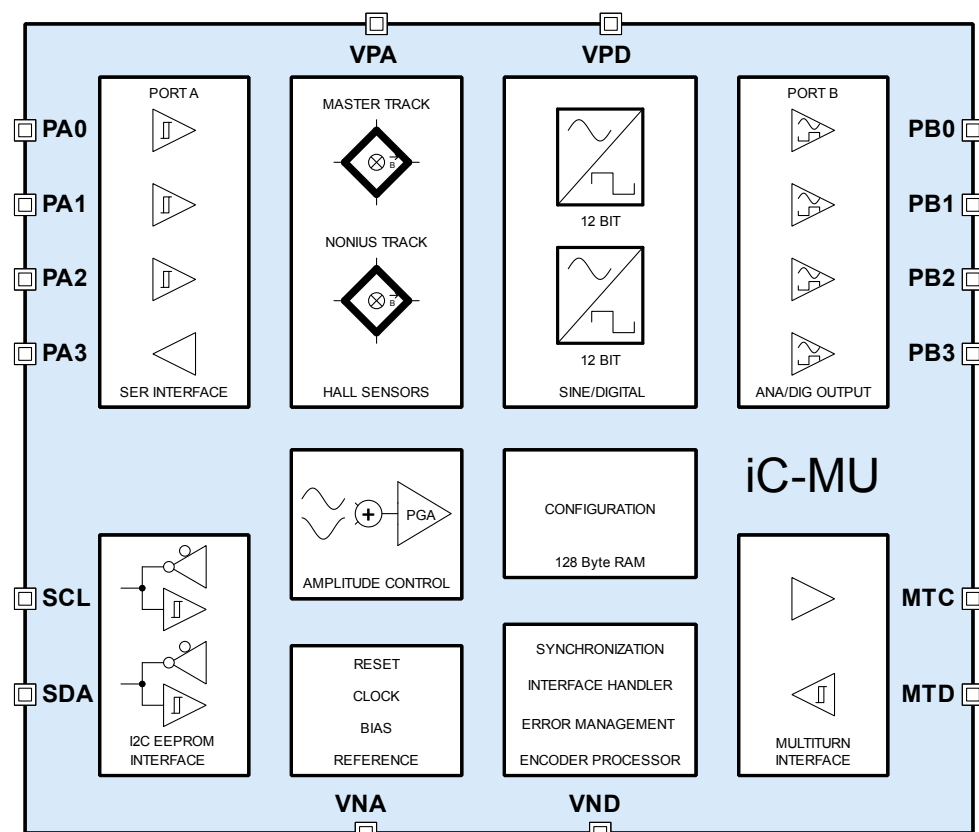 VPA
VPD
PORT A
MASTER TRACK
PORT B
PA0
PA1
PA2
PA3
B
NONIUS TRACK
B
12 BIT
12 BIT
PB0
PB1
PB2
PB3
SER INTERFACE
HALL SENSORS
SINE/DIGITAL
ANA/DIG OUTPUT
iC-MU
PGA
AMPLITUDE CONTROL
CONFIGURATION
128 Byte RAM
SCL
SDA
I2C EEPROM
INTERFACE
RESET
CLOCK
BIAS
REFERENCE
SYNCHRONIZATION
INTERFACE HANDLER
ERROR MANAGEMENT
ENCODER PROCESSOR
MTC
MTD
MULTITURN
INTERFACE
VNA
VND